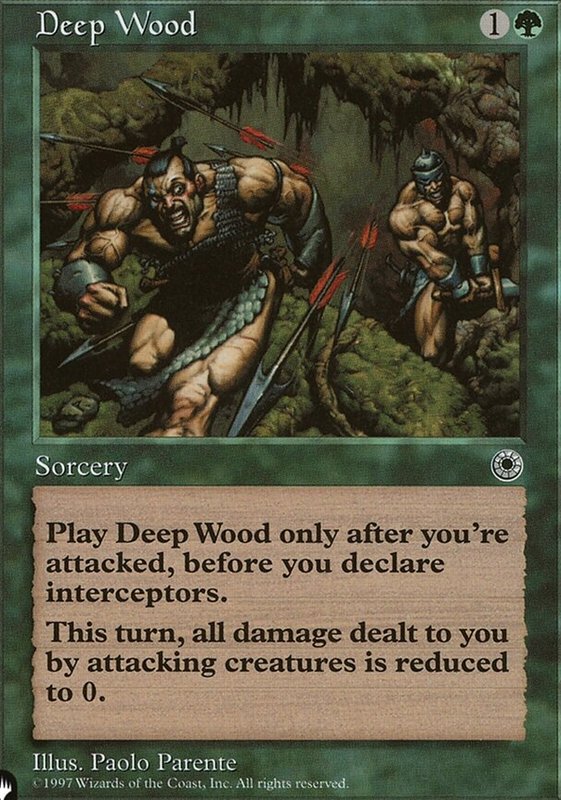 Deep Wood 1
Sorcery
Play Deep Wood only after you're
attacked, before you declare
interceptors.
This turn, all damage dealt to you
by attacking creatures is reduced
to 0.
Illus. Paolo Parente
©1997 Wizards of the Coast, Inc. All rights reserved.